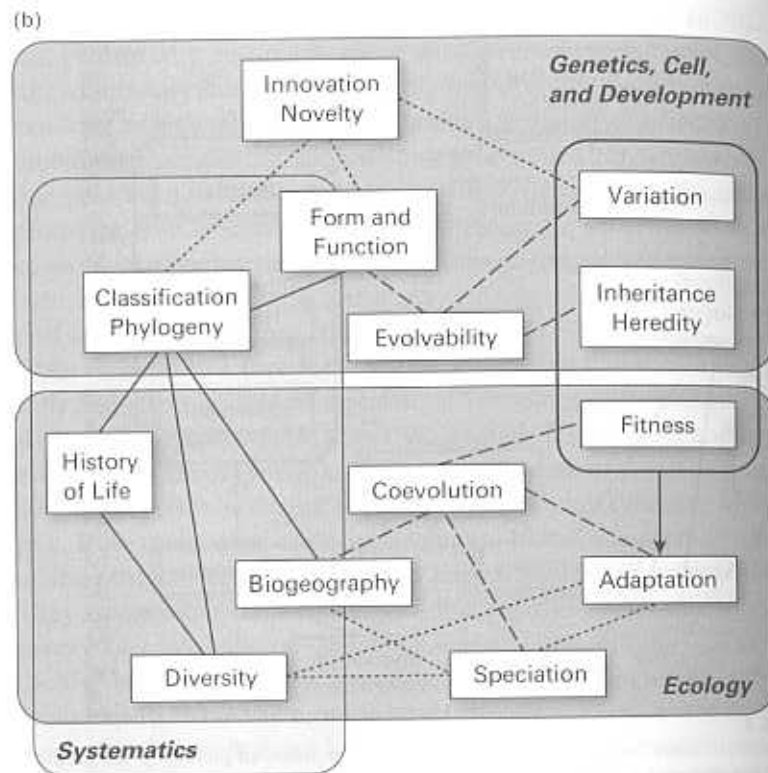 (b)
Innovation
Novelty
Genetics, Cell,
and Development
Form and
Function
Variation
Classification
Phylogeny
Evolvability
Inheritance
Heredity
History
of Life
Coevolution
Fitness
Biogeography
Adaptation
Diversity
Speciation
Ecology
Systematics